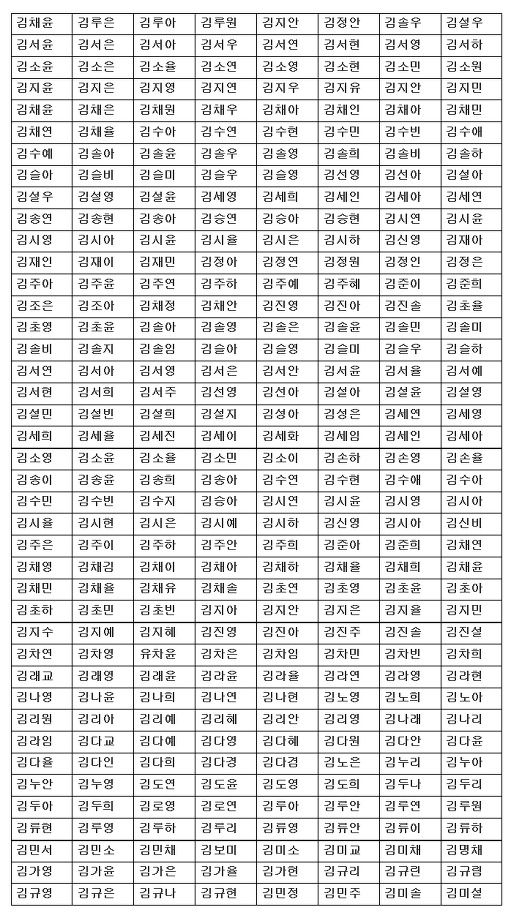 김채윤 김루은 김루아 김루원 김지안 김정안 김솔우 김설우
김서윤 김서은 김서아 김서우 김서연 김서현 김서영 김서하
김소윤 김소은 김소율 김소연 김소영 김소현 김소민 김소원
김지윤 김지은 김지영 김지연 김지우 김지유 김지안 김지민
김채윤 김채은 김채원 김채우 김채아 김채인 김채아 김채민
김채연 김채율 김수아 김수연 김수현 김수민 김수빈 김수애
김수예 김솔아 김솔윤 김솔우 김솔영 김솔희 김솔비 김솔하
김슬아 김슬비 김슬미 김슬우 김슬영 김선영 김선아 김설아
김설우 김설영 김설윤 김세영 김세희 김세인 김세아 김세연
김송연 김송현 김송아 김승연 김승아 김승현 김시연 김시윤
김시영 김시아 김시윤 김시율 김시은 김시하 김신영 김재아
김재인 김재이 김재민 김정아 김정연 김정원 김정인 김정은
김주아 김주윤 김주연 김주하 김주예 김주혜 김준이 김준희
김조은 김조아 김채정 김채안 김진영 김진아 김진솔 김초율
김초영 김초윤 김솔아 김솔영 김솔은 김솔윤 김솔민 김솔미
김솔비 김솔지 김솔임 김슬아 김슬영 김슬미 김슬우 김슬하
김서연 김서아 김서영 김서은 김서안 김서윤 김서율 김서예
김서현 김서희 김서주 김선영 김선아 김설아 김설윤 김설영
김설민 김설빈 김설희 김설지 김성아 김성은 김세연 김세영
김세희 김세율 김세진 김세이 김세화 김세임 김세인 김세아
김소영 김소윤 김소율 김소민 김소이 김손하 김손영 김손율
김송이 김송윤 김송희 김송아 김수연 김수현 김수애 김수아
김수민 김수빈 김수지 김승아 김시연 김시윤 김시영 김시아
김시율 김시현 김시은 김시예 김시하 김신영 김시아 김신비
김주은 김주이 김주하 김주안 김주희 김준아 김준희 김채연
김채영 김채김 김채이 김채아 김채하 김채율 김채희 김채윤
김채민 김채율 김채유 김채솔 김초연 김초영 김초윤 김초아
김초하 김초민 김초빈 김지아 김지안 김지은 김지율 김지민
김지수 김지예 김지혜 김진영 김진아 김진주 김진솔 김진설
김차연 김차영 유차윤 김차은 김차임 김차민 김차빈 김차희
김래교 김래영 김래윤 김라윤 김라율 김라연 김라영 김라현
김나영 김나윤 김나희 김나연 김나현 김노영 김노희 김노아
김리원 김리아 김리예 김리혜 김리안 김리영 김나래 김나리
김라임 김다교 김다예 김다영 김다혜 김다원 김다안 김다윤
김다율 김다인 김다희 김다경 김다겸 김노은 김누리 김누아
김누안 김누영 김도연 김도윤 김도영 김도희 김두나 김두리
김두아 김두희 김로영 김로연 김루아 김루안 김루연 김루원
김류현 김루영 김루하 김루리 김류영 김류안 김류이 김류하
김민서 김민소 김민채 김보미 김미소 김미교 김미채 김명채
김가영 김가윤 김가은 김가율 김가현 김규리 김규린 김규림
김규영 김규은 김규나 김규현 김민정 김민주 김미솔 김미설